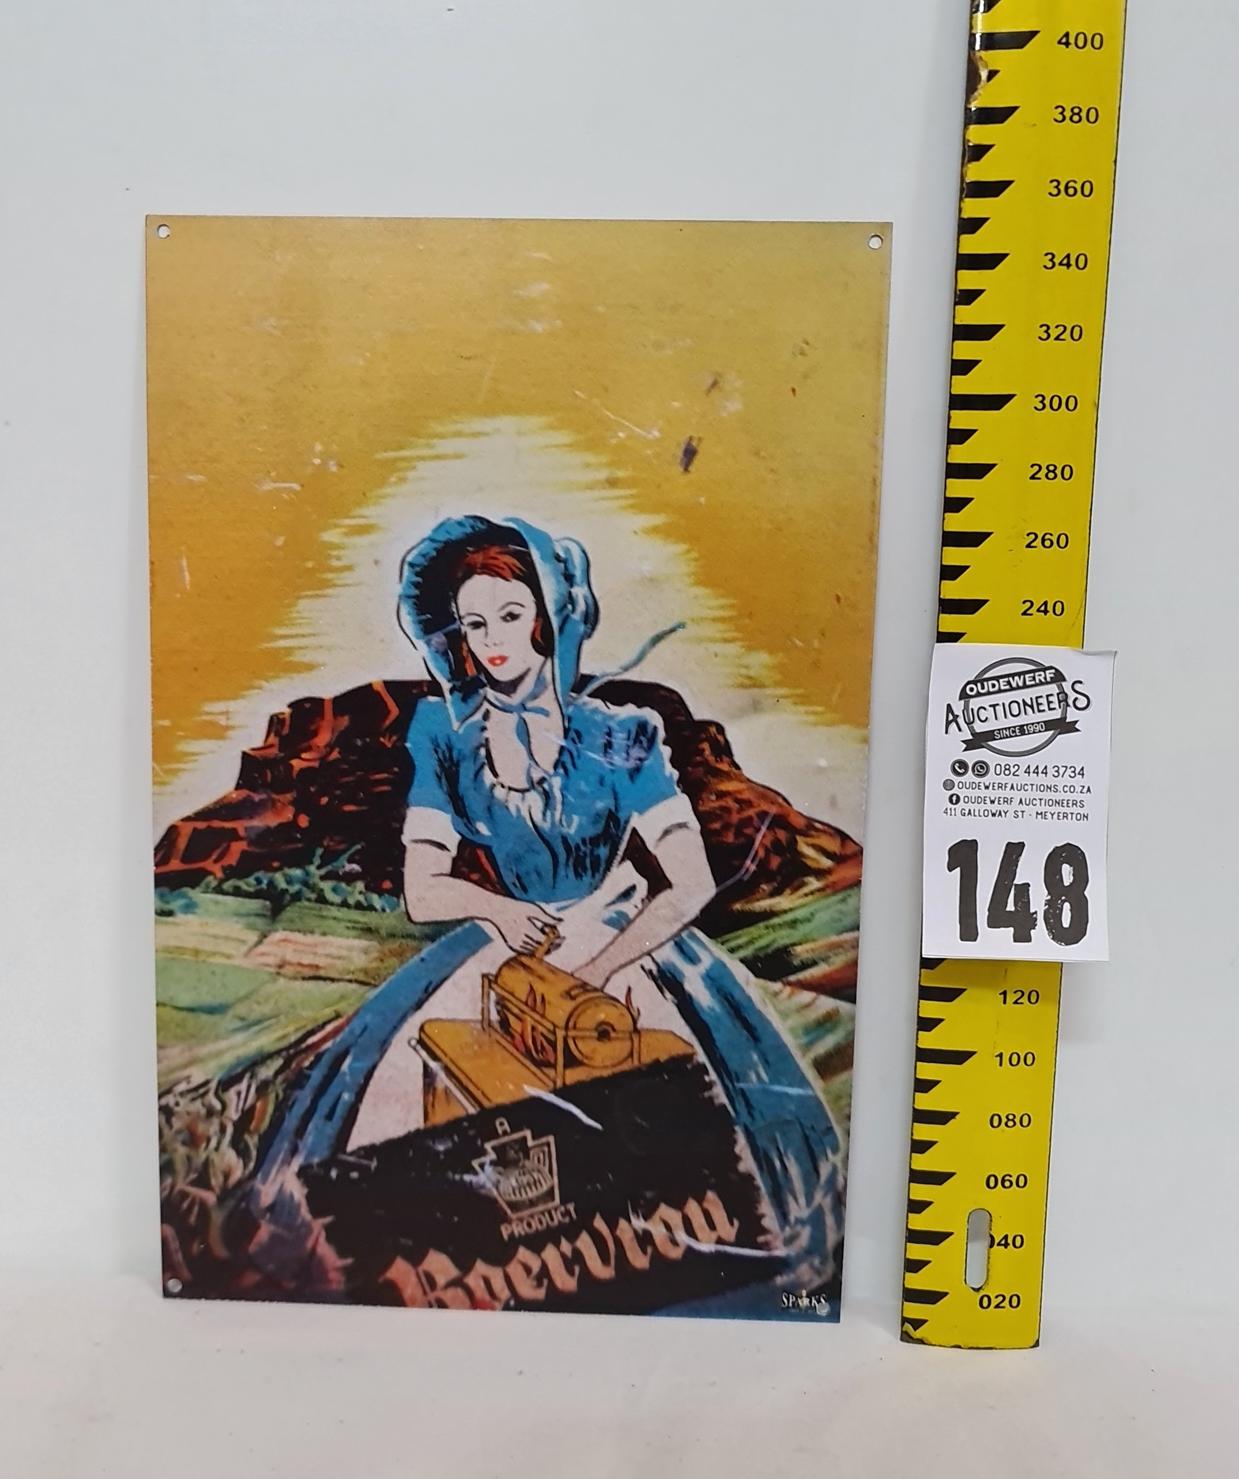 A
PRODUCT
Boervrou
SPARKS
400
380
360
340
320
300
280
260
240
OUDEWERF
AUCTIONEERS
SINCE 1990
082 444 3734
OUDEWERFAUCTIONS.CO.ZA
OUDEWERF AUCTIONEERS
411 GALLOWAY ST - MEYERTON
148
120
100
080
060
040
020